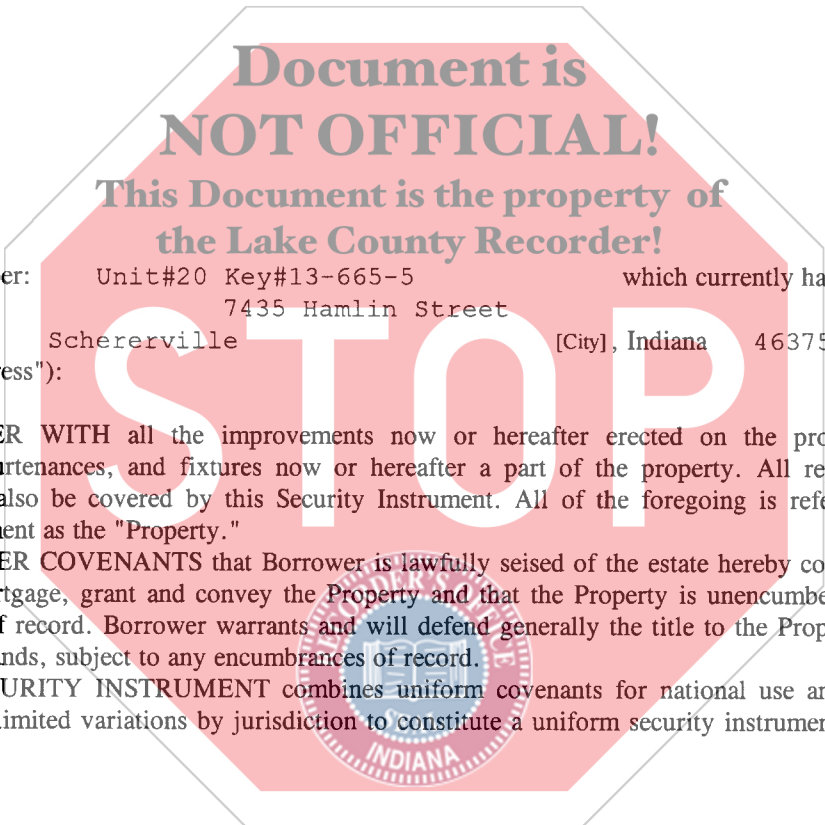 Document is
NOT OFFICIAL!
This Document is the property of
the Lake County Recorder!
er: Unit#20 Key#13-665-5 which currently ha
7435 Hamlin Street
Schererville [City], Indiana 46375
ess"):
STOP
ER WITH all the improvements now or hereafter erected on the pro
urtenances, and fixtures now or hereafter a part of the property. All re
also be covered by this Security Instrument. All of the foregoing is refe
ent as the "Property."
ER COVENANTS that Borrower is lawfully seised of the estate hereby co
rtgage, grant and convey the Property and that the Property is unencumbe
f record. Borrower warrants and will defend generally the title to the Prop
nds, subject to any encumbrances of record.
URITY INSTRUMENT combines uniform covenants for national use an
limited variations by jurisdiction to constitute a uniform security instrumen
RECORDER'S OFFICE
INDIANA